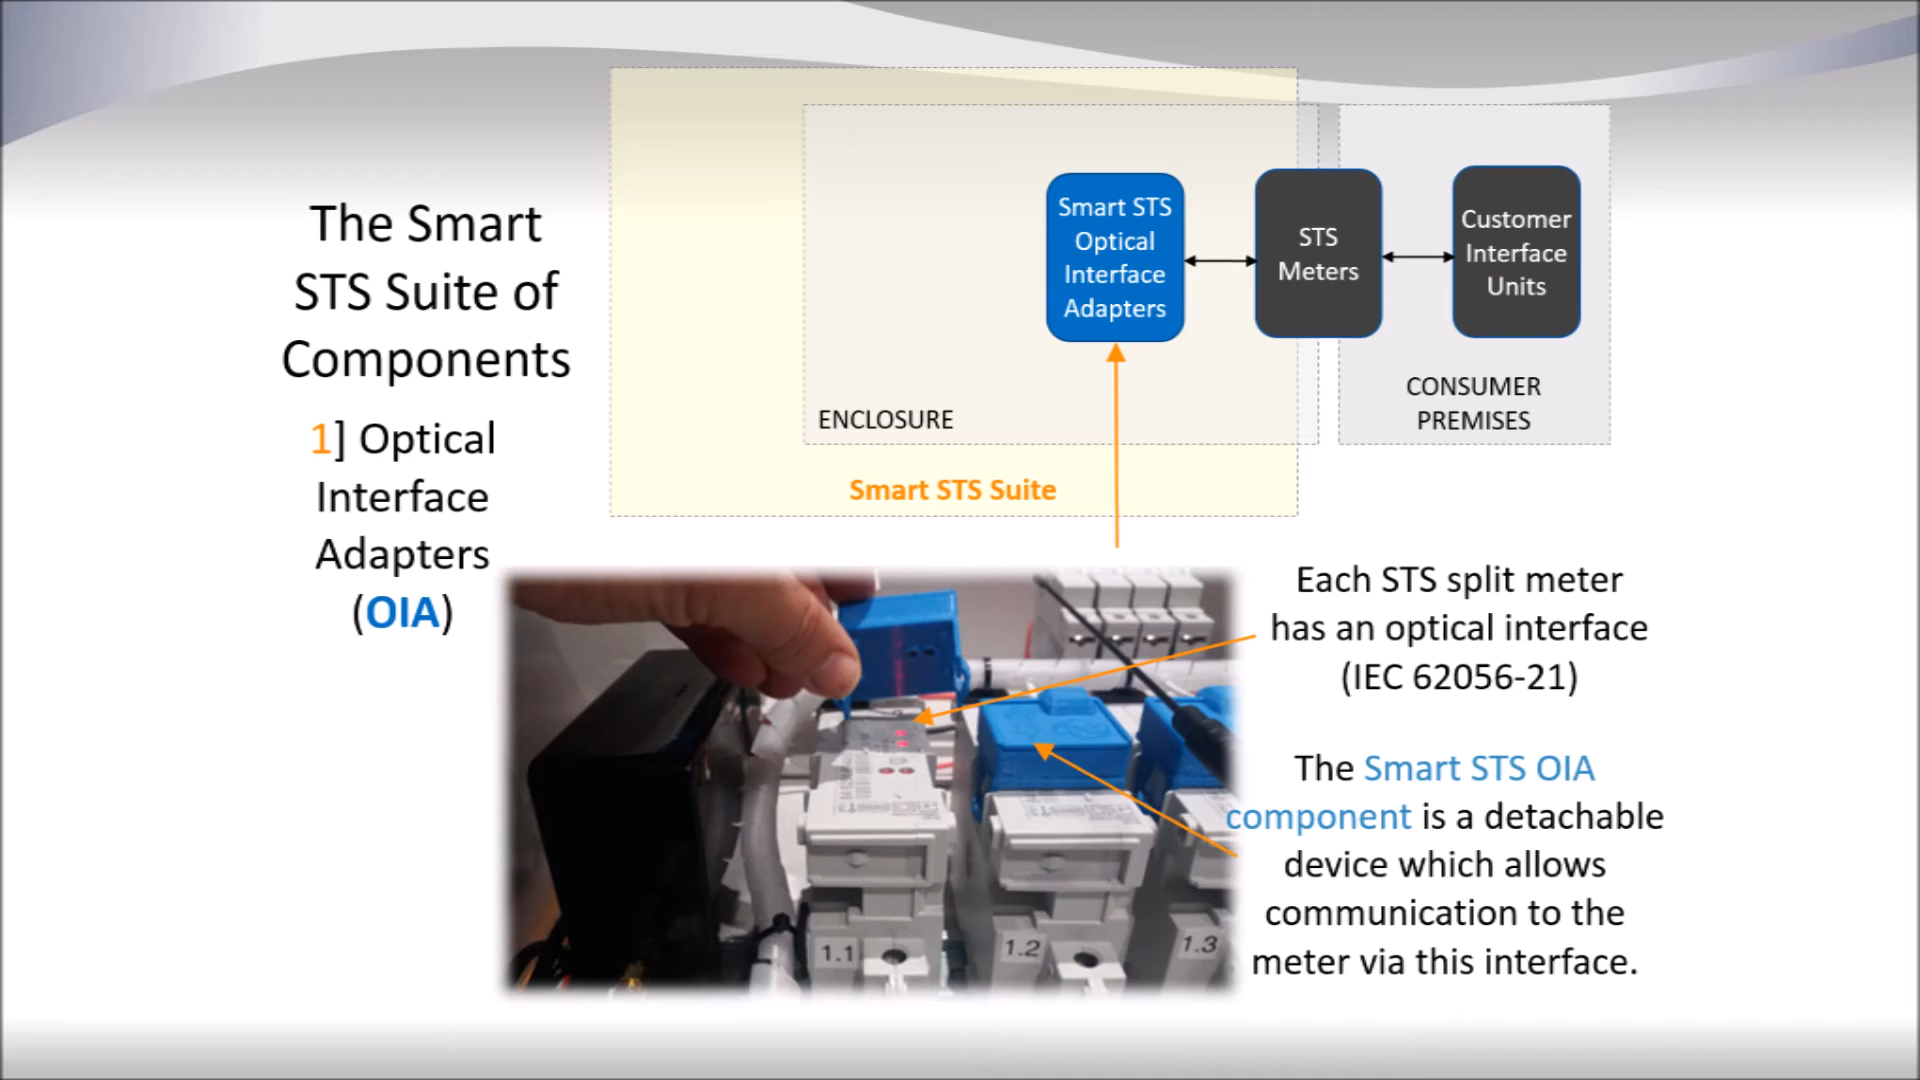 The Smart
STS Suite of
Components
1] Optical
Interface
Adapters
(OIA)
Smart STS
Optical
Interface
Adapters
STS
Meters
Customer
Interface
Units
ENCLOSURE
CONSUMER
PREMISES
Smart STS Suite
Each STS split meter
has an optical interface
(IEC 62056-21)
The Smart STS OIA
component is a detachable
device which allows
communication to the
meter via this interface.
1.1
1.2
1.3